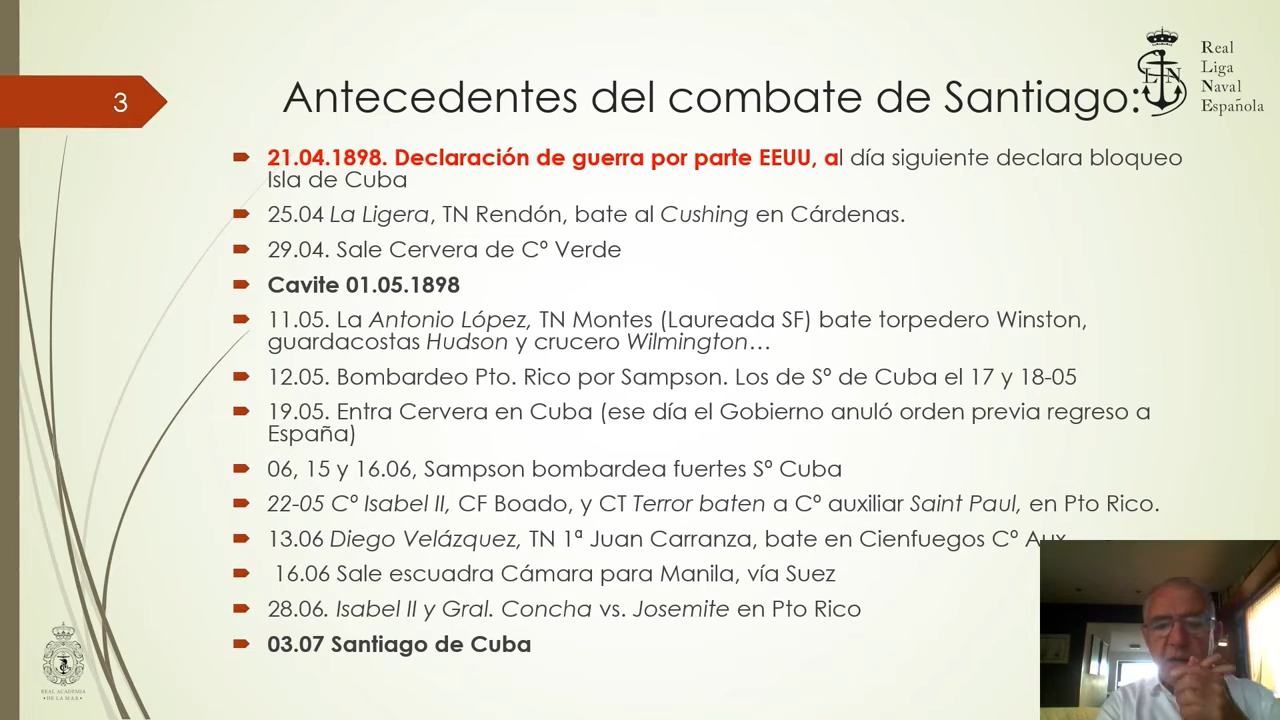 Real
Liga
Naval
Española
L N
3
Antecedentes del combate de Santiago:
21.04.1898. Declaración de guerra por parte EEUU, al día siguiente declara bloqueo
Isla de Cuba
25.04 La Ligera, TN Rendón, bate al Cushing en Cárdenas.
29.04. Sale Cervera de Cº Verde
Cavite 01.05.1898
11.05. La Antonio López, TN Montes (Laureada SF) bate torpedero Winston,
guardacostas Hudson y crucero Wilmington…
12.05. Bombardeo Pto. Rico por Sampson. Los de Sº de Cuba el 17 y 18-05
19.05. Entra Cervera en Cuba (ese día el Gobierno anuló orden previa regreso a
España)
06, 15 y 16.06, Sampson bombardea fuertes Sº Cuba
22-05 Cº Isabel II, CF Boado, y CT Terror baten a Cº auxiliar Saint Paul, en Pto Rico.
13.06 Diego Velázquez, TN 1ª Juan Carranza, bate en Cienfuegos Cº Aux
16.06 Sale escuadra Cámara para Manila, vía Suez
28.06. Isabel II y Gral. Concha vs. Josemite en Pto Rico
03.07 Santiago de Cuba
REAL ACADEMIA
• DE LA MAR •